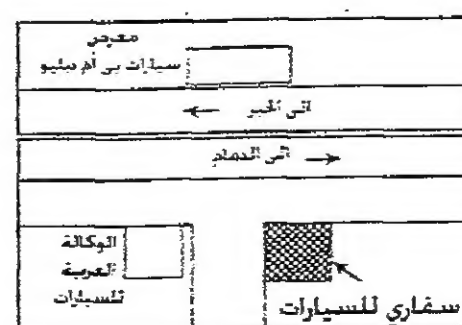 معرض
سيارات بي أم دبليو
الى الخبر
الى الدمام
الوكالة
العربية
للسيارات
سفاري للسيارات